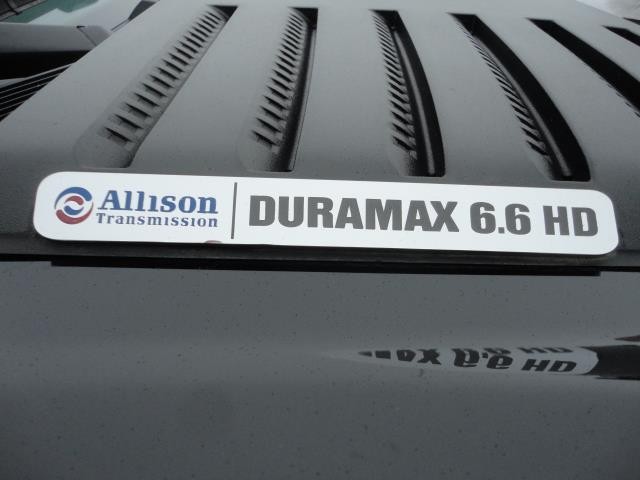 Allison
Transmission
DURAMAX 6.6 HD